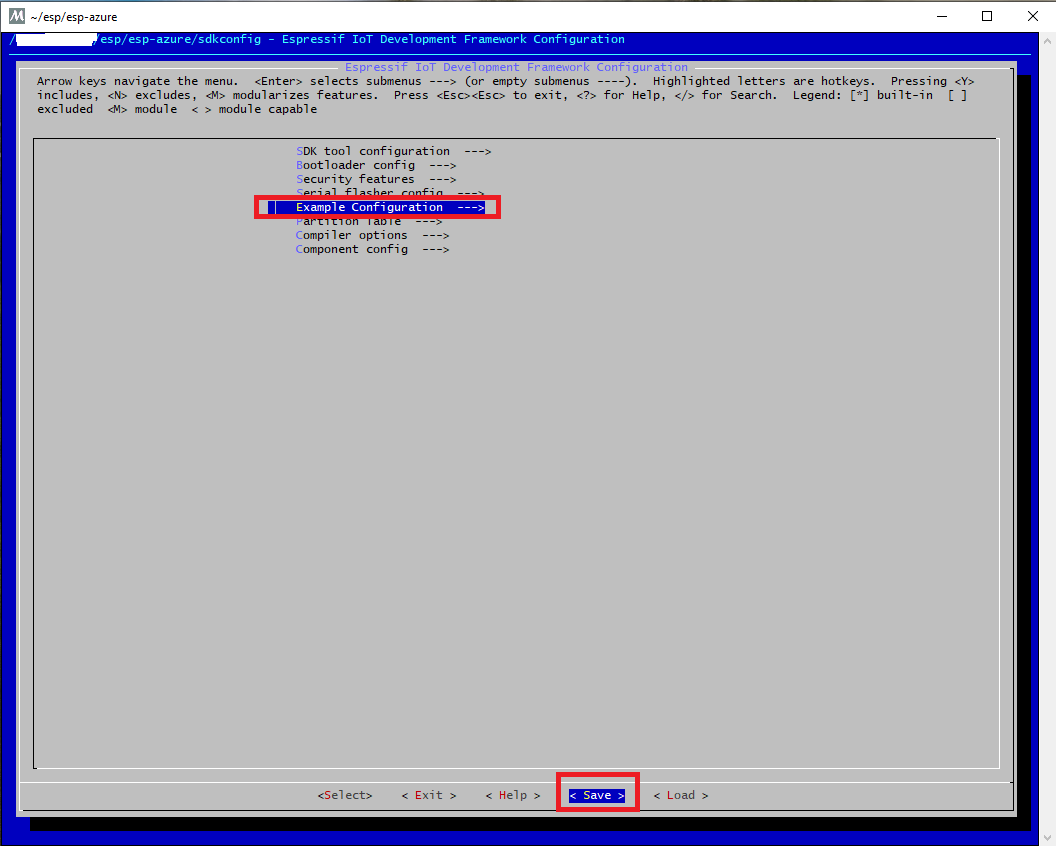 ~/esp/esp-azure
/esp/esp-azure/sdkconfig - Espressif IoT Development Framework Configuration
Espressif IoT Development Framework Configuration
Arrow keys navigate the menu.  <Enter> selects submenus ---> (or empty submenus ----).  Highlighted letters are hotkeys.  Pressing <Y>
includes, <N> excludes, <M> modularizes features.  Press <Esc><Esc> to exit, <?> for Help, </> for Search.  Legend: [*] built-in  [ ]
excluded  <M> module  < > module capable
SDK tool configuration  --->
Bootloader config  --->
Security features  --->
Serial flasher config  --->
Example Configuration  --->
Partition Table  --->
Compiler options  --->
Component config  --->
<Select>    < Exit >    < Help >    < Save >    < Load >